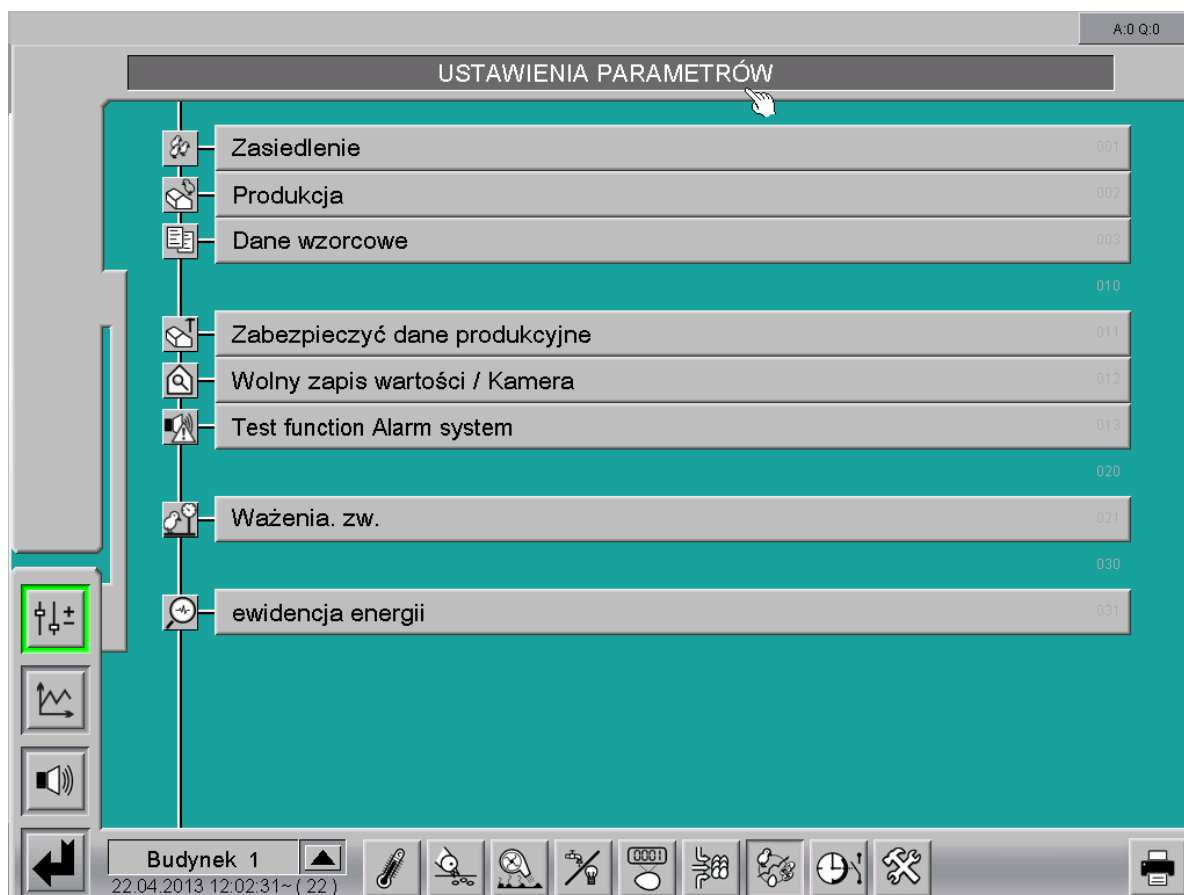 A:0 Q:0
USTAWIENIA PARAMETRÓW
Zasiedlenie 001
Produkcja 002
Dane wzorcowe 003
010
Zabezpieczyć dane produkcyjne 011
Wolny zapis wartości / Kamera 012
Test function Alarm system 013
020
Ważenia. zw. 021
030
ewidencja energii 031
Budynek 1
22.04.2013 12:02:31~( 22 )
0001